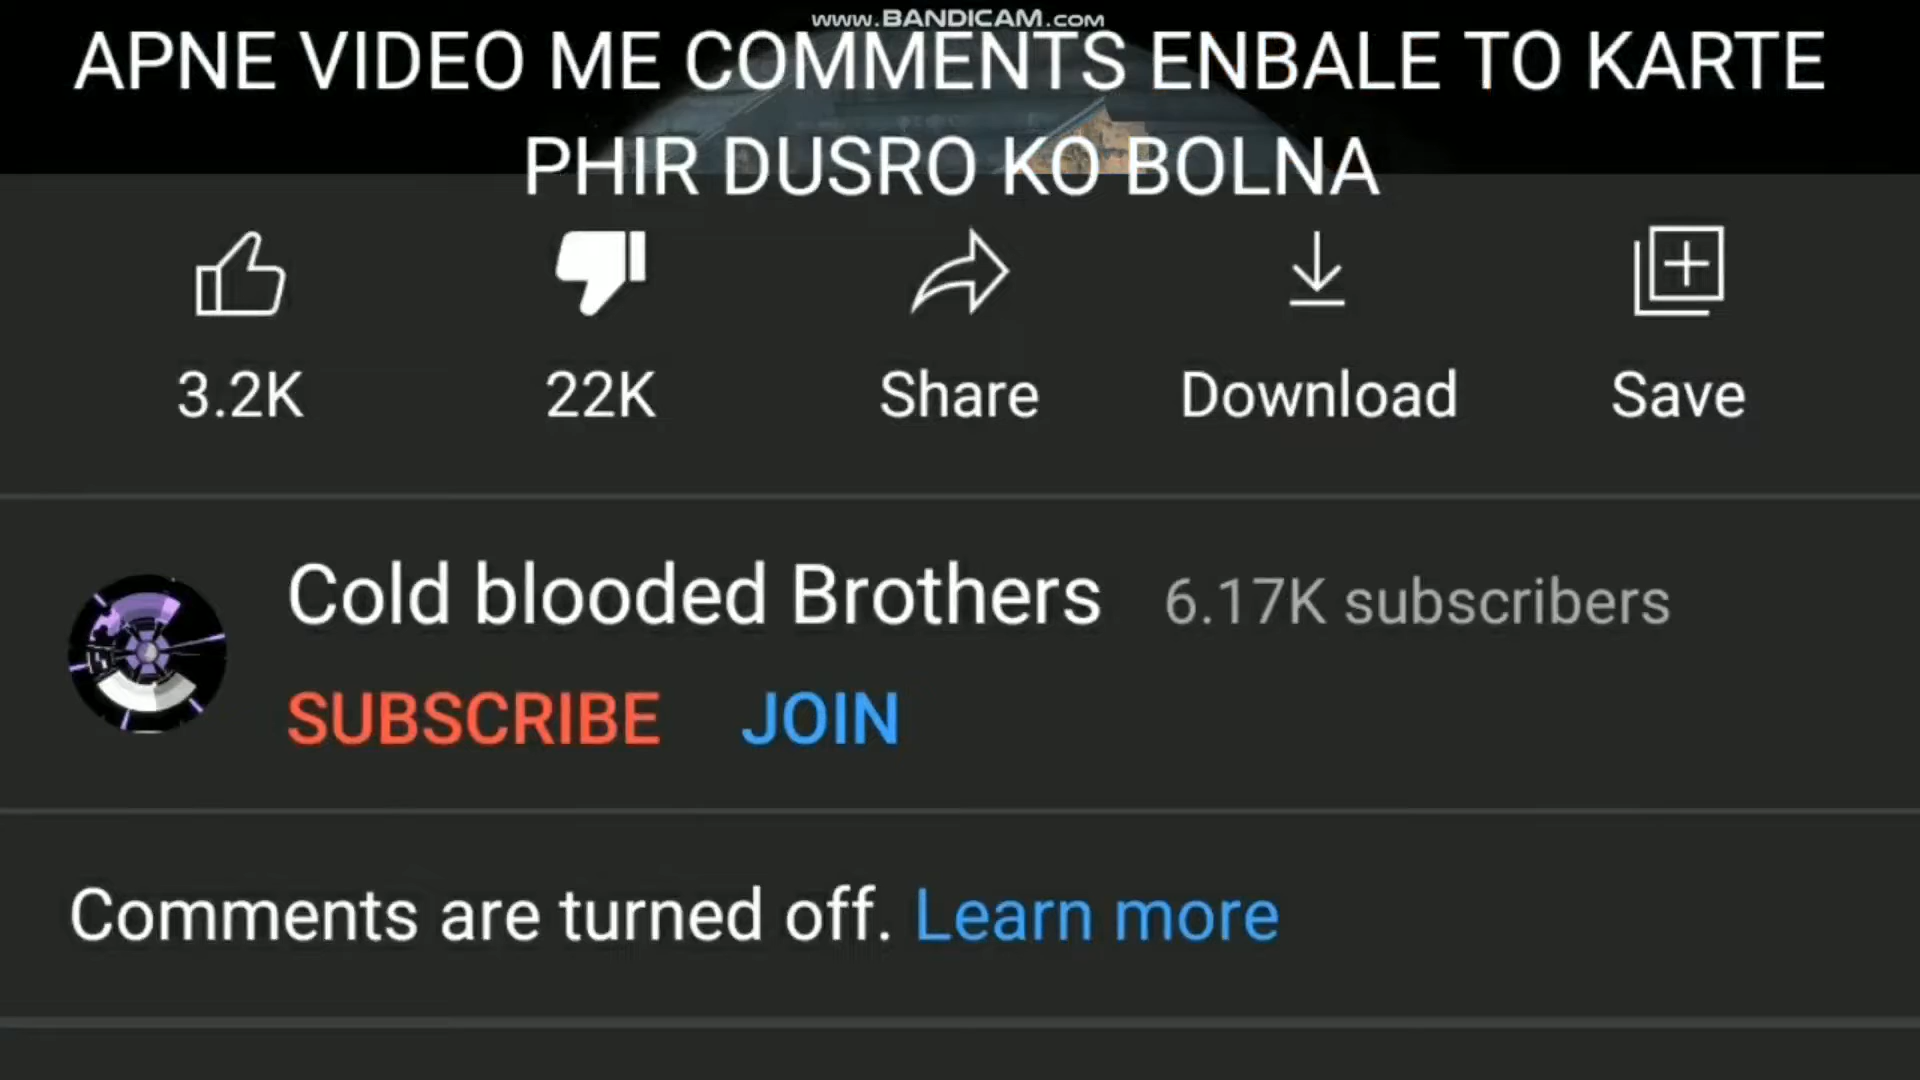 www.BANDICAM.com
APNE VIDEO ME COMMENTS ENBALE TO KARTE
PHIR DUSRO KO BOLNA
3.2K 22K Share Download Save
Cold blooded Brothers 6.17K subscribers
SUBSCRIBE JOIN
Comments are turned off. Learn more